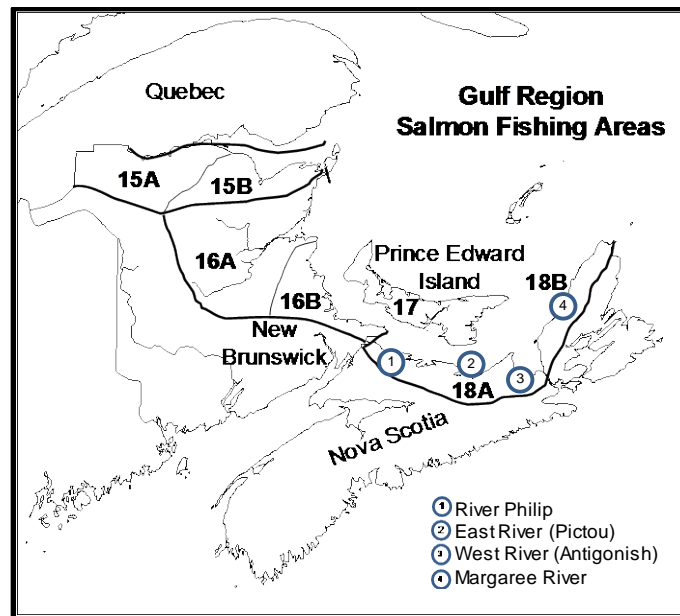 Gulf Region
Salmon Fishing Areas
Quebec
15A
15B
16A
16B
Prince Edward
Island
17
18B
4
New
Brunswick
1
2
3
18A
Nova Scotia
1 River Philip
2 East River (Pictou)
3 West River (Antigonish)
4 Margaree River